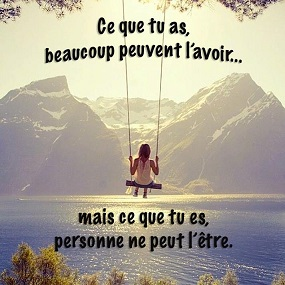 Ce que tu as,
beaucoup peuvent l'avoir...
mais ce que tu es,
personne ne peut l'être.